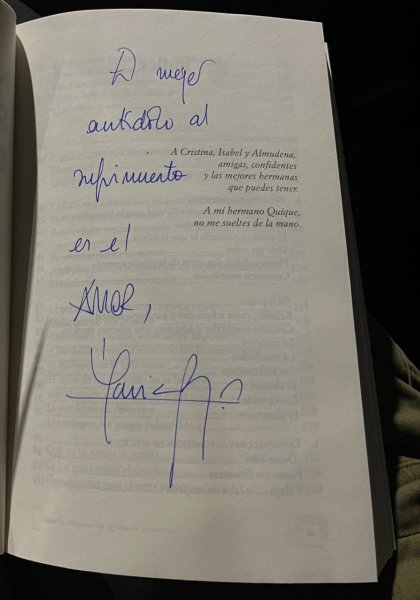 El mejor
antídoto al
sufrimiento
es el
AMOR,
A Cristina, Isabel y Almudena,
amigas, confidentes
y las mejores hermanas
que puedes tener.
A mi hermano Quique,
no me sueltes de la mano.